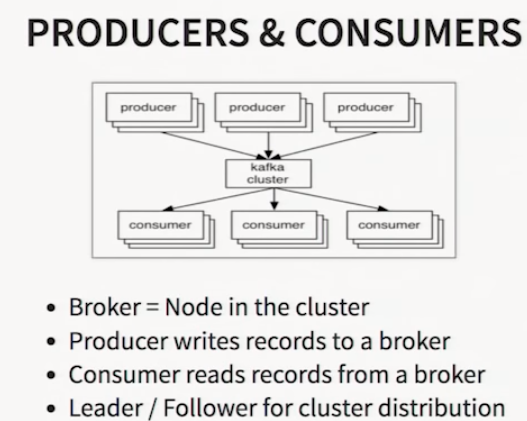 PRODUCERS & CONSUMERS
producer
producer
producer
kafka
cluster
consumer
consumer
consumer
• Broker = Node in the cluster
• Producer writes records to a broker
• Consumer reads records from a broker
• Leader / Follower for cluster distribution